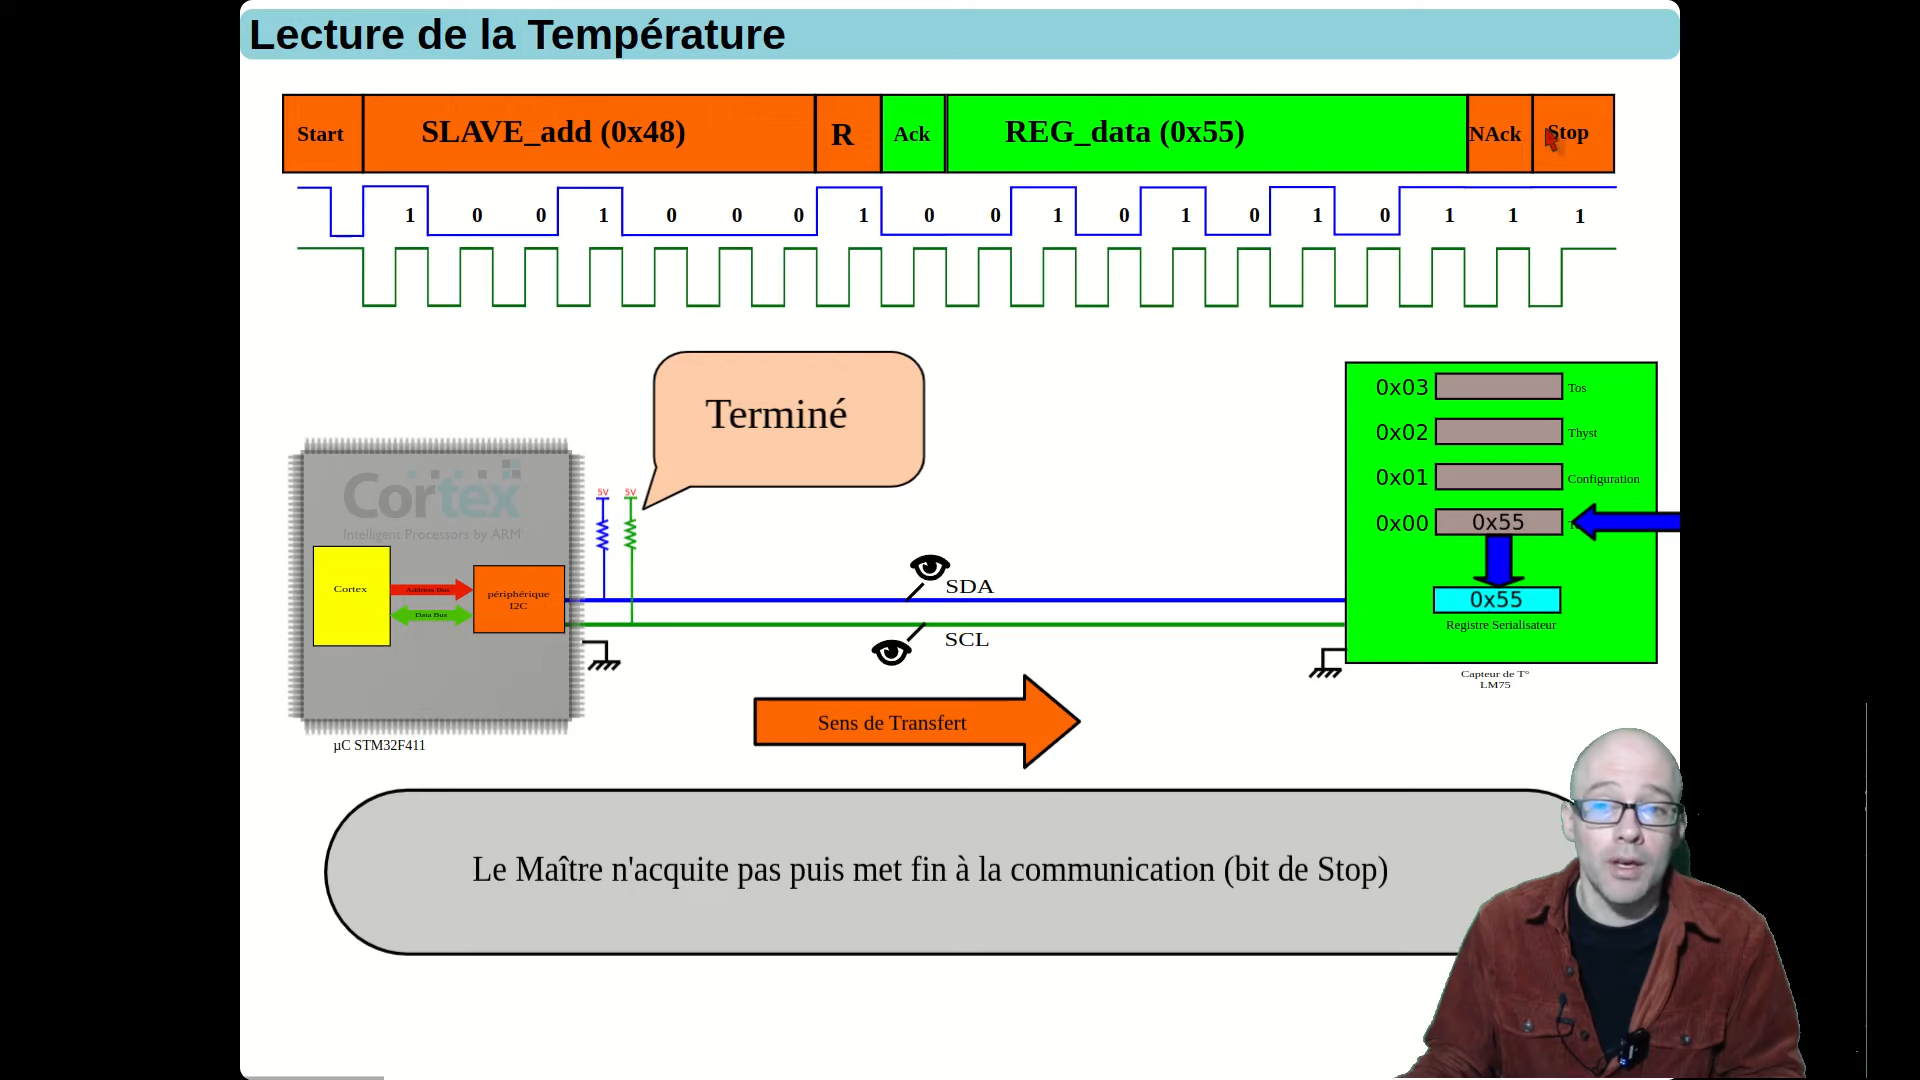 Lecture de la Température
Start
SLAVE_add (0x48)
R
Ack
REG_data (0x55)
NAck
Stop
1 0 0 1 0 0 0 1 0 0 1 0 1 0 1 0 1 1 1
Terminé
0x03 Tos
0x02 Thyst
0x01 Configuration
0x00 0x55
0x55
Registre Serialisateur
Capteur de T°
LM75
Cortex
Intelligent Processors by ARM
Cortex
Address Bus
Data Bus
périphérique
I2C
5V 5V
SDA
SCL
Sens de Transfert
µC STM32F411
Le Maître n'acquite pas puis met fin à la communication (bit de Stop)